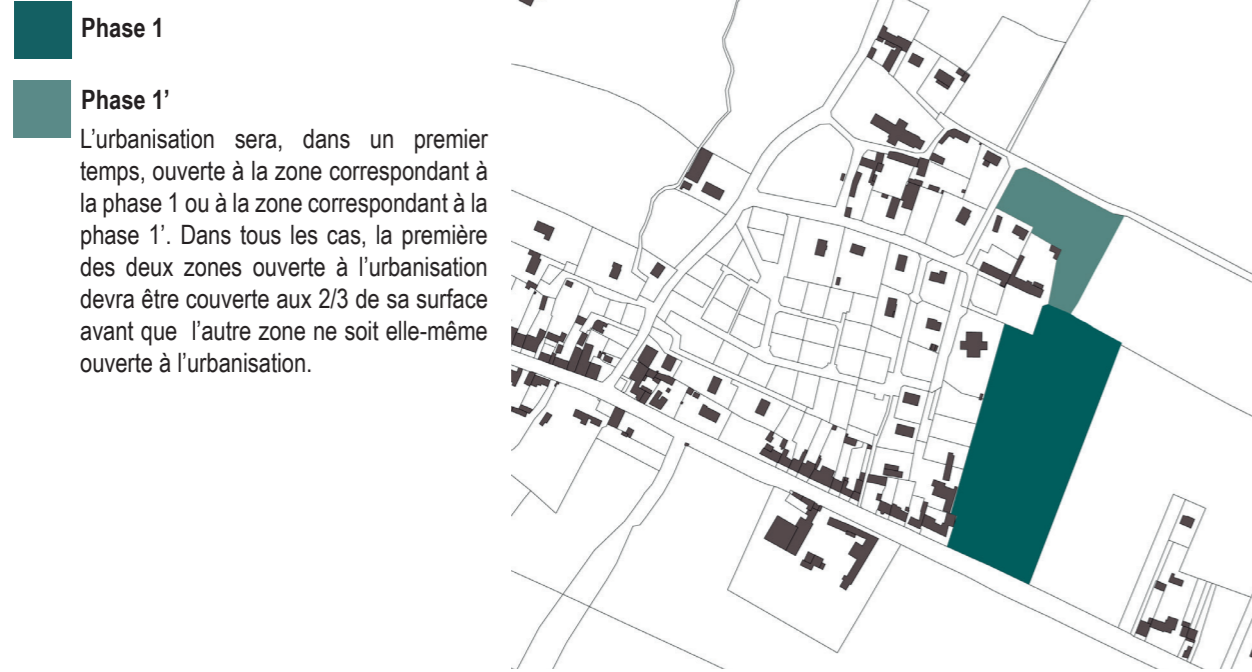 Phase 1
Phase 1’
L’urbanisation sera, dans un premier
temps, ouverte à la zone correspondant à
la phase 1 ou à la zone correspondant à la
phase 1’. Dans tous les cas, la première
des deux zones ouverte à l’urbanisation
devra être couverte aux 2/3 de sa surface
avant que l’autre zone ne soit elle-même
ouverte à l’urbanisation.